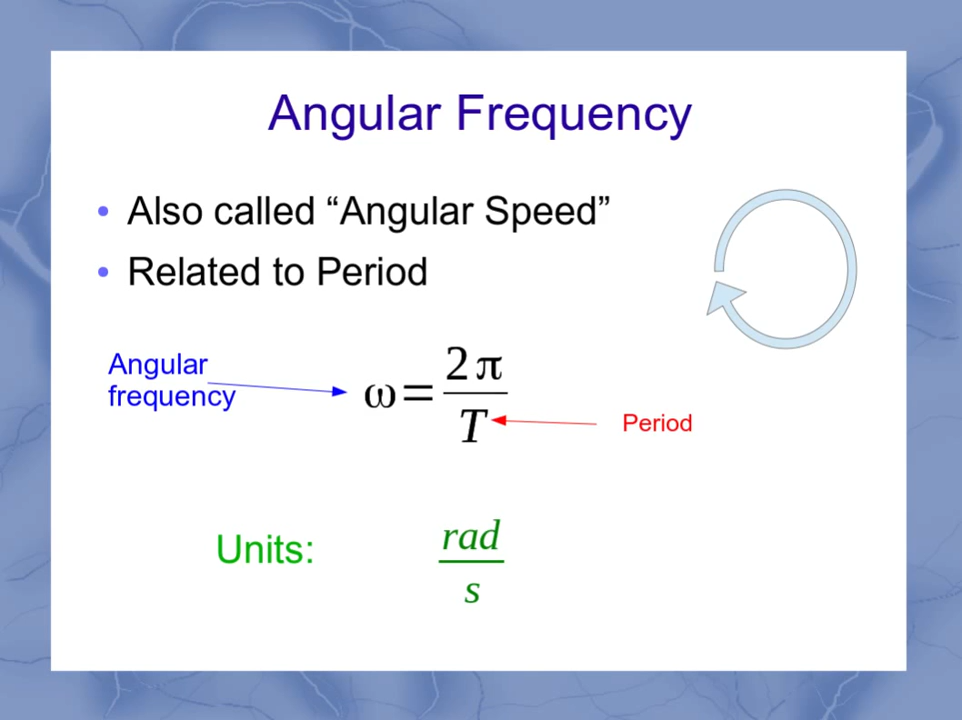 Angular Frequency
• Also called “Angular Speed”
• Related to Period
Angular
frequency
ω=2π/T
Period
Units:
rad/s